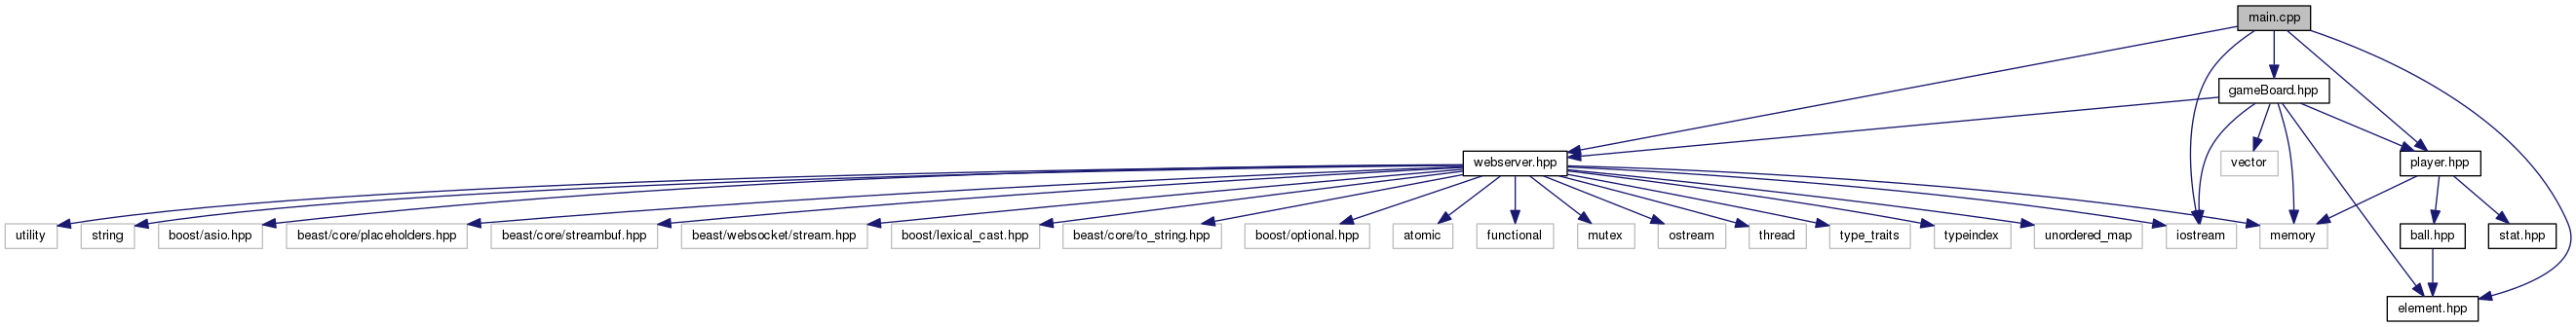 main.cpp
gameBoard.hpp
webserver.hpp
vector
player.hpp
utility
string
boost/asio.hpp
beast/core/placeholders.hpp
beast/core/streambuf.hpp
beast/websocket/stream.hpp
boost/lexical_cast.hpp
beast/core/to_string.hpp
boost/optional.hpp
atomic
functional
mutex
ostream
thread
type_traits
typeindex
unordered_map
iostream
memory
ball.hpp
stat.hpp
element.hpp